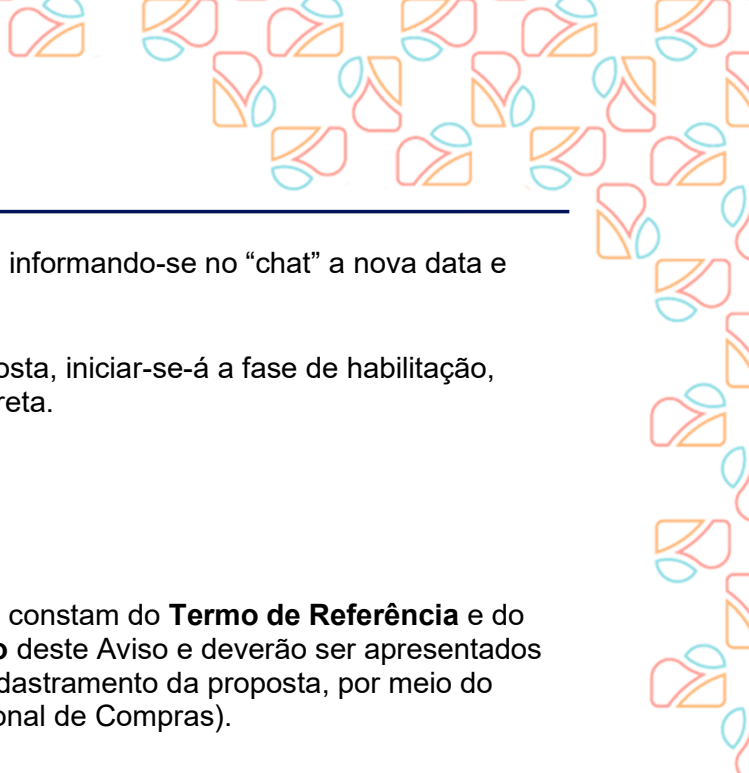 informando-se no “chat” a nova data e
osta, iniciar-se-á a fase de habilitação,
reta.
constam do Termo de Referência e do
o deste Aviso e deverão ser apresentados
dastramento da proposta, por meio do
onal de Compras).